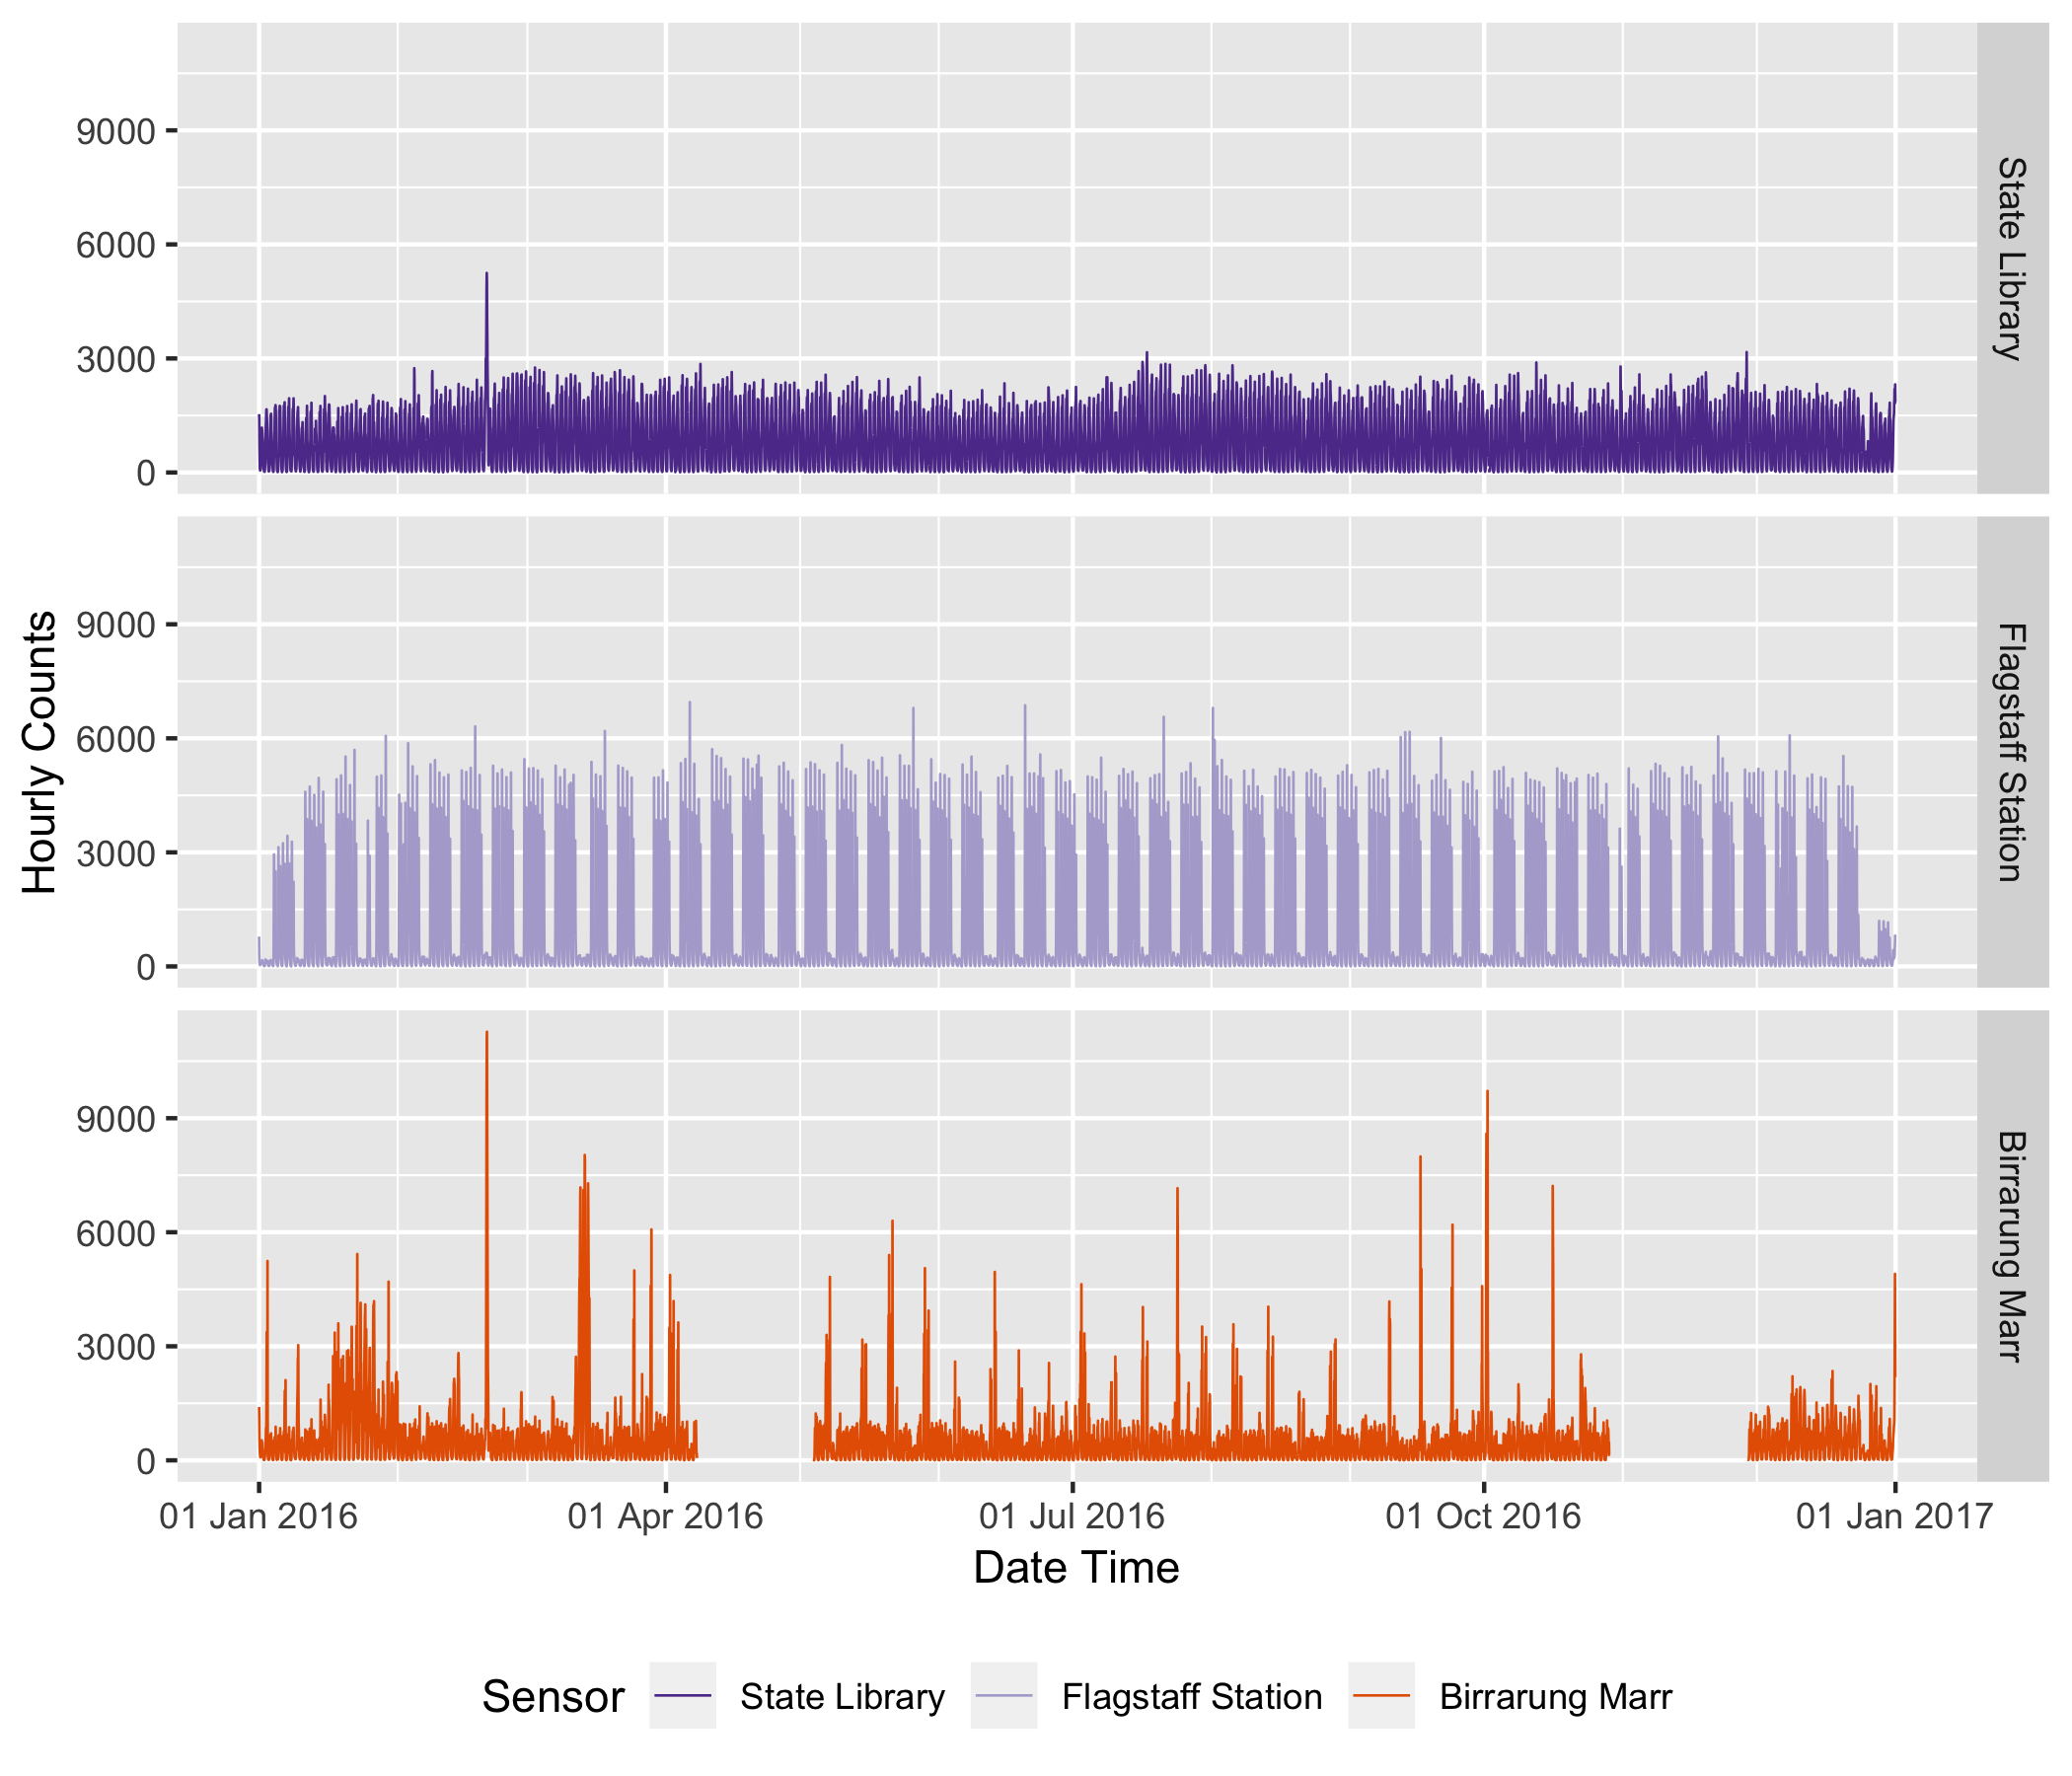 9000
6000
3000
0
State Library
9000
6000
3000
0
Flagstaff Station
Hourly Counts
9000
6000
3000
0
Birrarung Marr
01 Jan 2016 01 Apr 2016 01 Jul 2016 01 Oct 2016 01 Jan 2017
Date Time
Sensor State Library Flagstaff Station Birrarung Marr